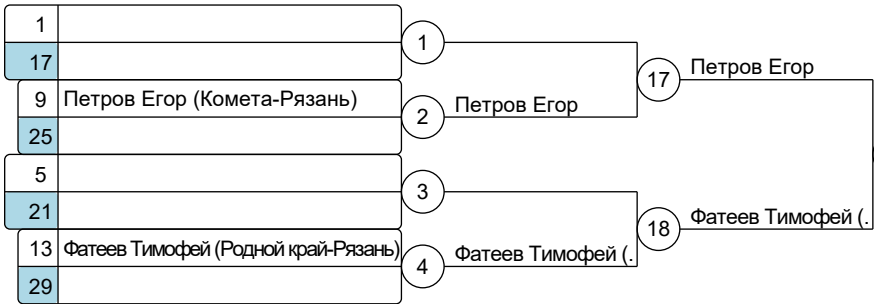 1
1
17
17
Петров Егор
9 Петров Егор (Комета-Рязань)
2
Петров Егор
25
5
3
21
18
Фатеев Тимофей (.
13 Фатеев Тимофей (Родной край-Рязань)
4
Фатеев Тимофей (.
29